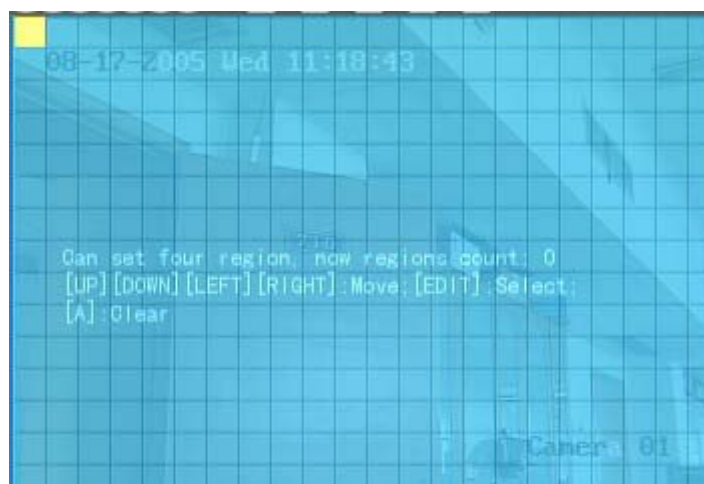 08-17-2005 Wed 11:18:43
Can set four region, now regions count: 0
[UP][DOWN][LEFT][RIGHT]:Move;[EDIT]:Select;
[A]:Clear
Camera 01